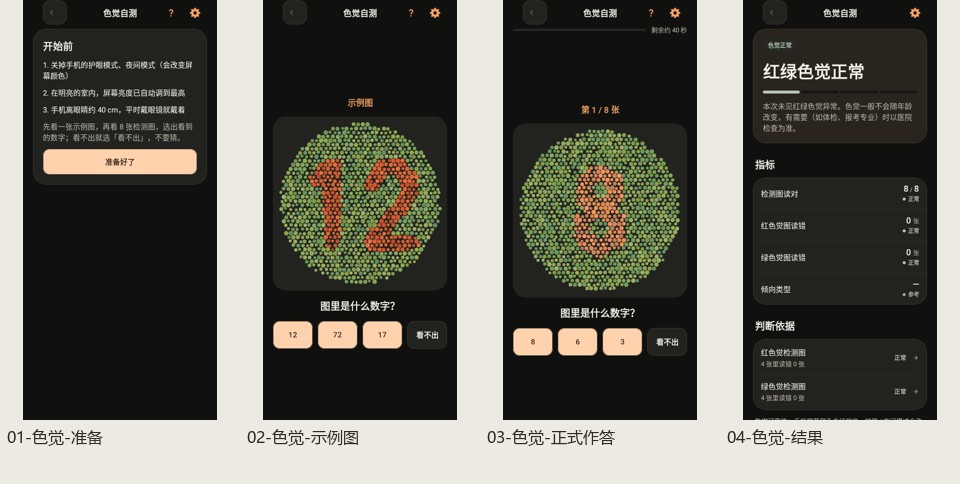 色觉自测
?
开始前
1. 关掉手机的护眼模式、夜间模式（会改变屏
幕颜色）
2. 在明亮的室内，屏幕亮度已自动调到最高
3. 手机离眼睛约 40 cm，平时戴眼镜就戴着
先看一张示例图，再看 8 张检测图，选出看到
的数字；看不出就选「看不出」，不要猜。
准备好了
01-色觉-准备
色觉自测
?
示例图
12
图里是什么数字？
12
72
17
看不出
02-色觉-示例图
色觉自测
?
剩余约 40 秒
第 1 / 8 张
8
图里是什么数字？
8
6
3
看不出
03-色觉-正式作答
色觉自测
色觉正常
红绿色觉正常
本次未见红绿色觉异常。色觉一般不会随年龄
改变，有需要（如体检、报考专业）时以医院
检查为准。
指标
检测图读对
8 / 8
正常
红色觉图读错
0 张
正常
绿色觉图读错
0 张
正常
倾向类型
—
参考
判断依据
红色觉检测图
4 张里读错 0 张
正常 →
绿色觉检测图
4 张里读错 0 张
正常 →
04-色觉-结果